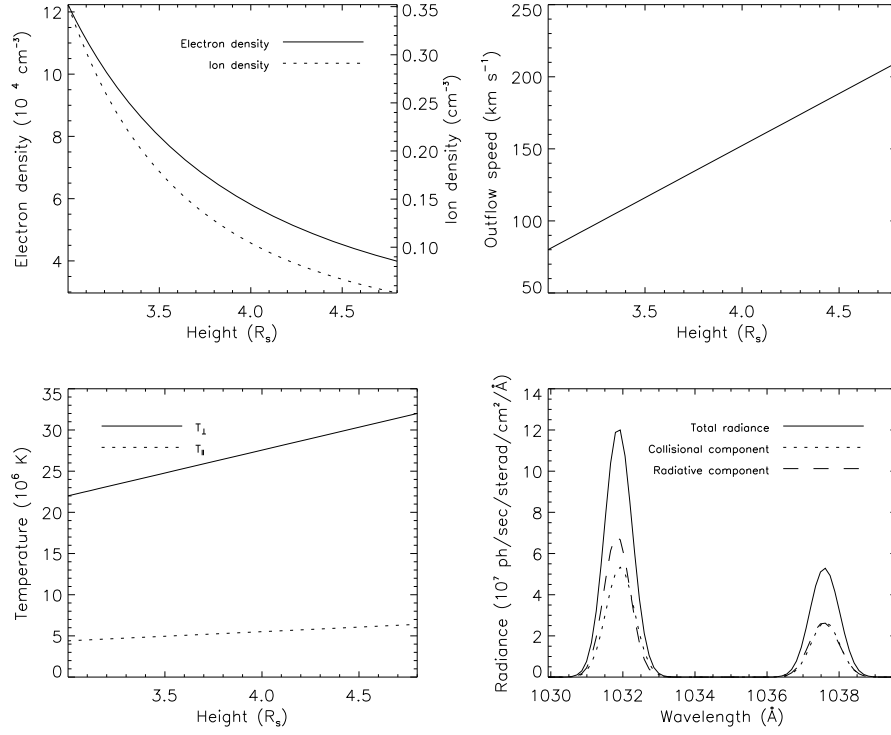 Electron density (10 ⁴ cm⁻³)
12
10
8
6
4
Electron density
Ion density
0.35
0.30
0.25
0.20
0.15
0.10
Ion density (cm⁻³)
3.5 4.0 4.5
Height (Rₛ)
Outflow speed (km s⁻¹)
250
200
150
100
50
3.5 4.0 4.5
Height (Rₛ)
Temperature (10⁶ K)
35
30
25
20
15
10
5
0
T⊥
T∥
3.5 4.0 4.5
Height (Rₛ)
Radiance (10⁷ ph/sec/sterad/cm²/Å)
14
12
10
8
6
4
2
0
Total radiance
Collisional component
Radiative component
1030 1032 1034 1036 1038
Wavelength (Å)